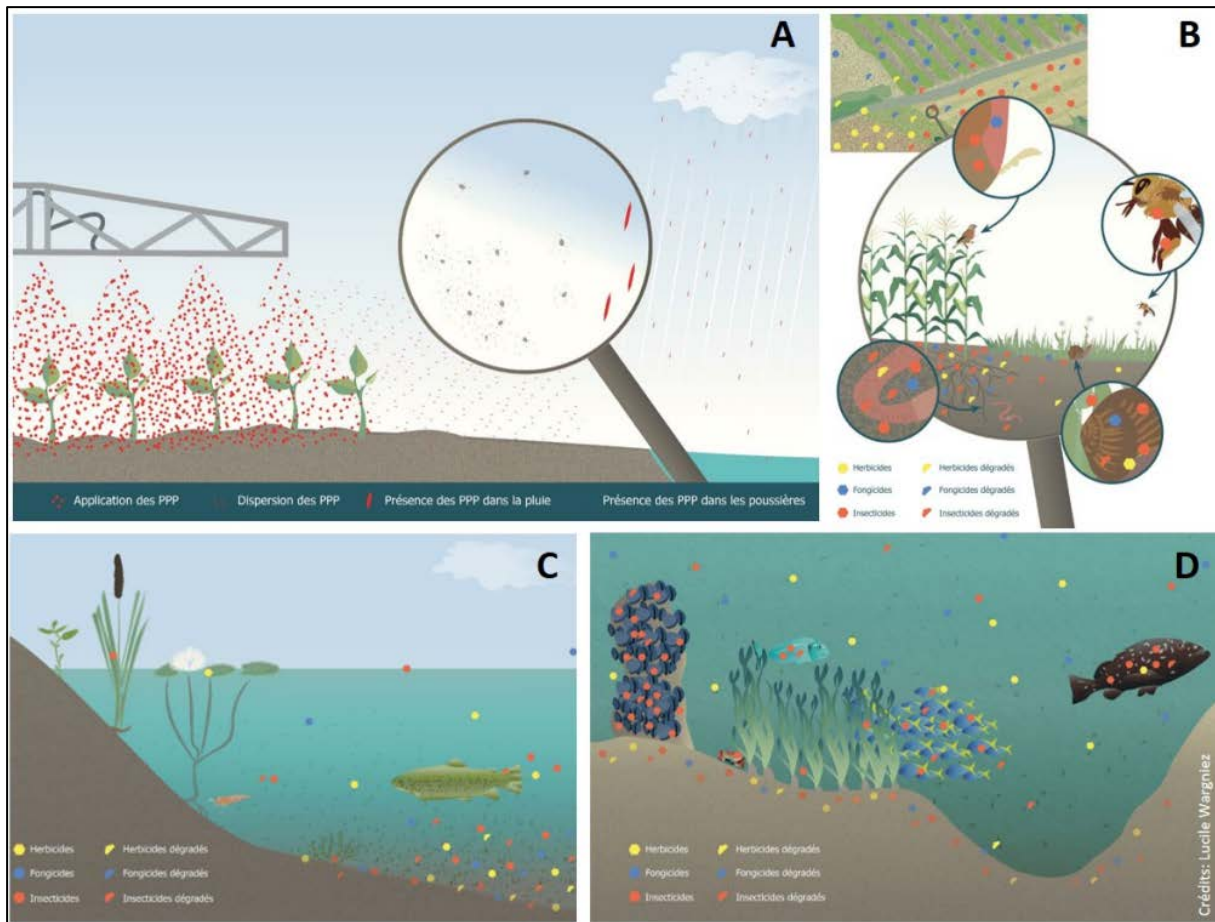 A
Application des PPP
Dispersion des PPP
Présence des PPP dans la pluie
Présence des PPP dans les poussières
B
Herbicides
Herbicides dégradés
Fongicides
Fongicides dégradés
Insecticides
Insecticides dégradés
C
Herbicides
Herbicides dégradés
Fongicides
Fongicides dégradés
Insecticides
Insecticides dégradés
D
Herbicides
Herbicides dégradés
Fongicides
Fongicides dégradés
Insecticides
Insecticides dégradés
Crédits: Lucile Wargniez